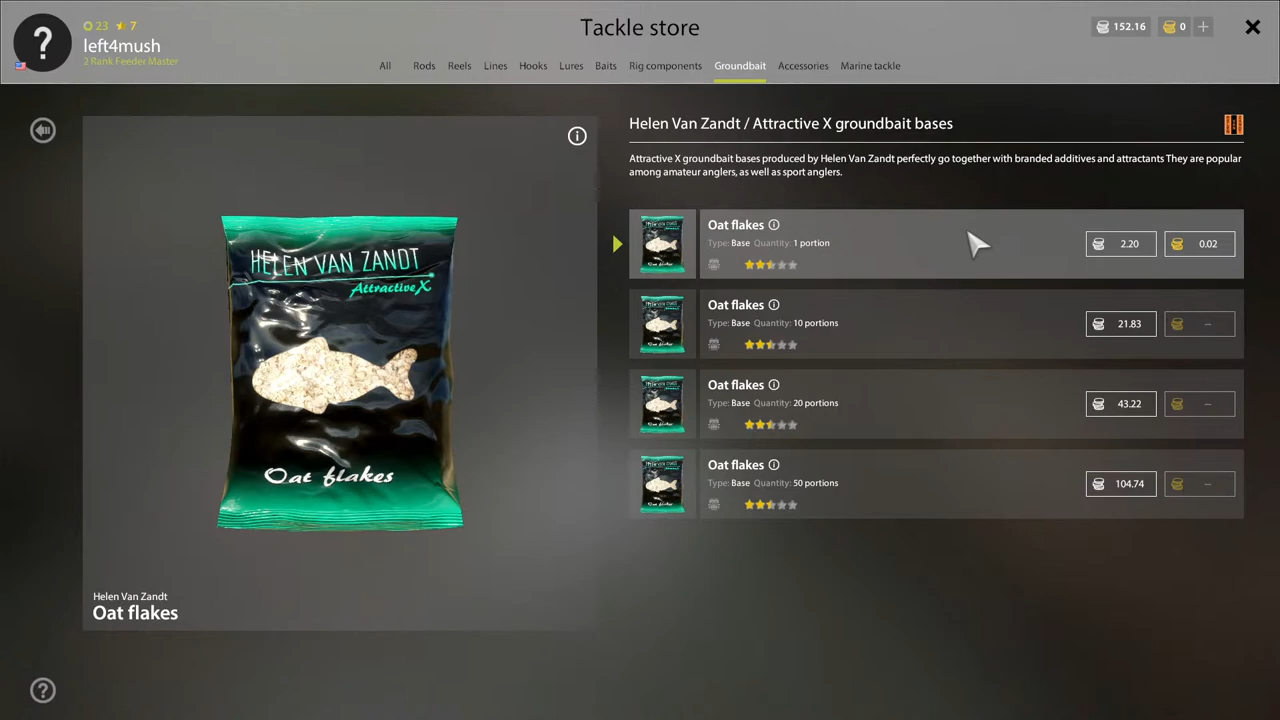 23 7
left4mush
2 Rank Feeder Master
Tackle store
152.16 0 +
All Rods Reels Lines Hooks Lures Baits Rig components Groundbait Accessories Marine tackle
HELEN VAN ZANDT
Attractive X
Oat flakes
Helen Van Zandt
Oat flakes
Helen Van Zandt / Attractive X groundbait bases
Attractive X groundbait bases produced by Helen Van Zandt perfectly go together with branded additives and attractants They are popular
among amateur anglers, as well as sport anglers.
Oat flakes
Type: Base Quantity: 1 portion
2.20 0.02
Oat flakes
Type: Base Quantity: 10 portions
21.83 --
Oat flakes
Type: Base Quantity: 20 portions
43.22 --
Oat flakes
Type: Base Quantity: 50 portions
104.74 --